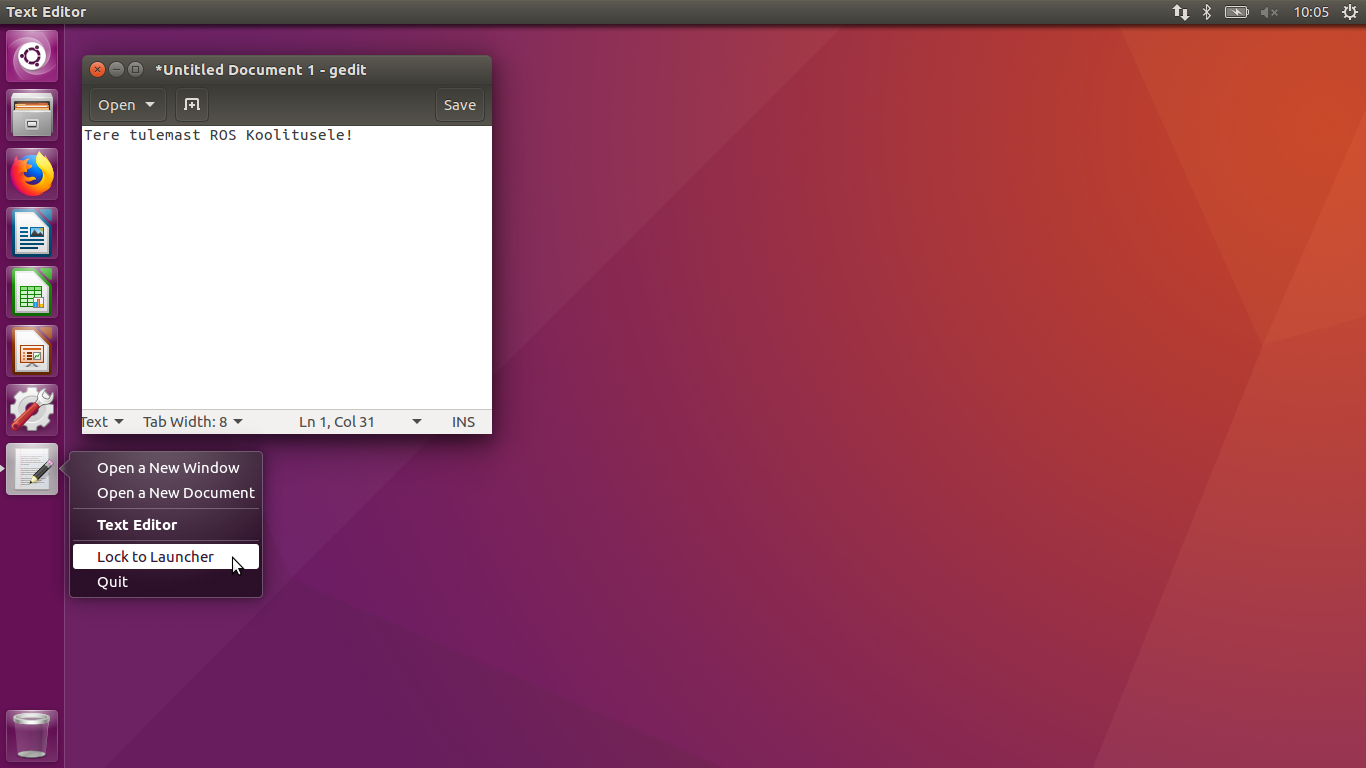 Text Editor
10:05
*Untitled Document 1 - gedit
Open
Save
Tere tulemast ROS Koolitusele!
Text
Tab Width: 8
Ln 1, Col 31
INS
Open a New Window
Open a New Document
Text Editor
Lock to Launcher
Quit